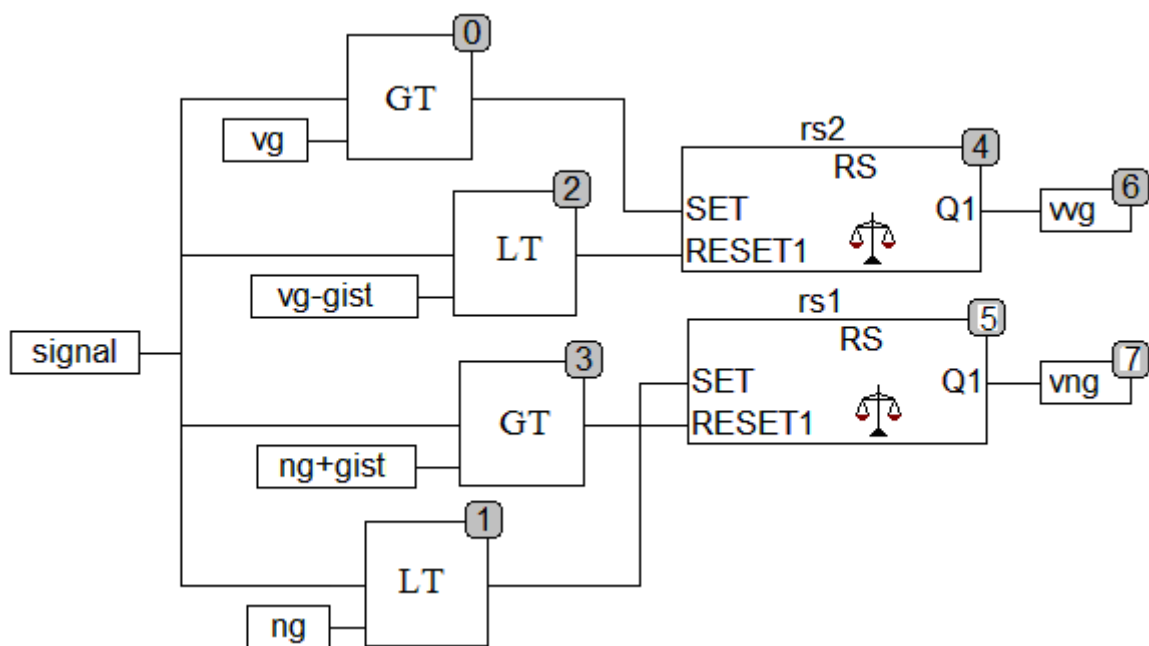 0
GT
vg
rs2
4
RS
6
2
SET
Q1
vvg
LT
RESET1
vg-gist
rs1
5
signal
3
RS
7
SET
Q1
vng
GT
RESET1
ng+gist
1
LT
ng